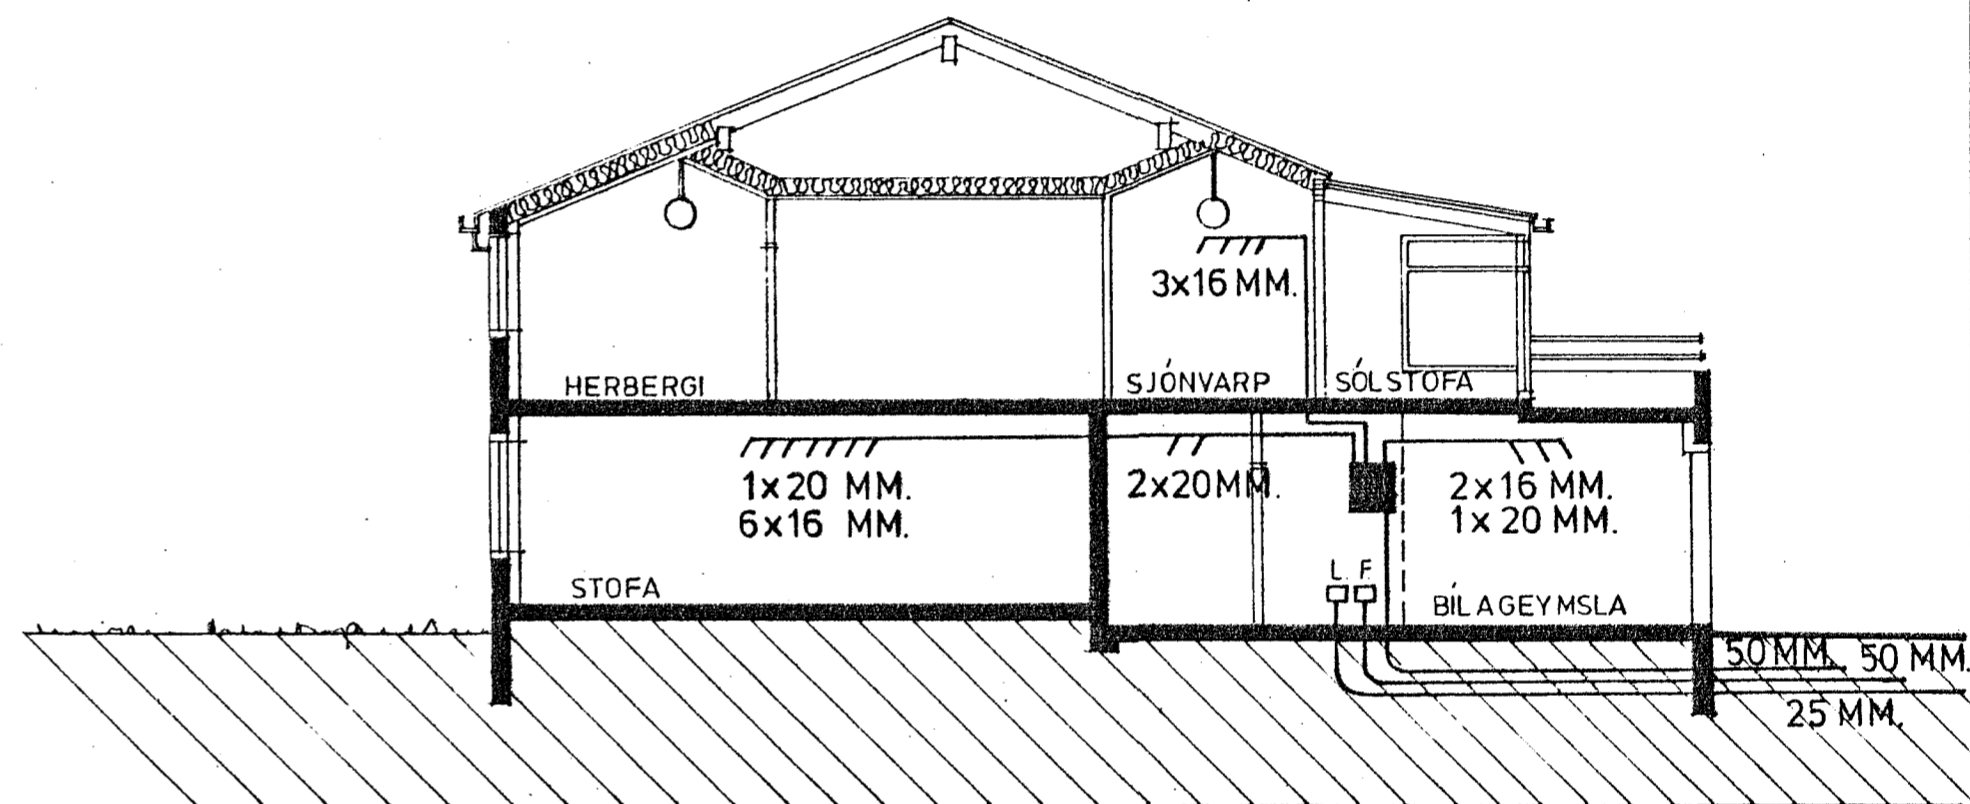 3x16 MM.
HERBERGI
SJÓNVARP
SÓLSTOFA
1x20 MM.
6x16 MM.
2x20MM.
2x16 MM.
1x20 MM.
L. F.
STOFA
BÍLAGEYMSLA
50 MM. 50 MM.
25 MM.